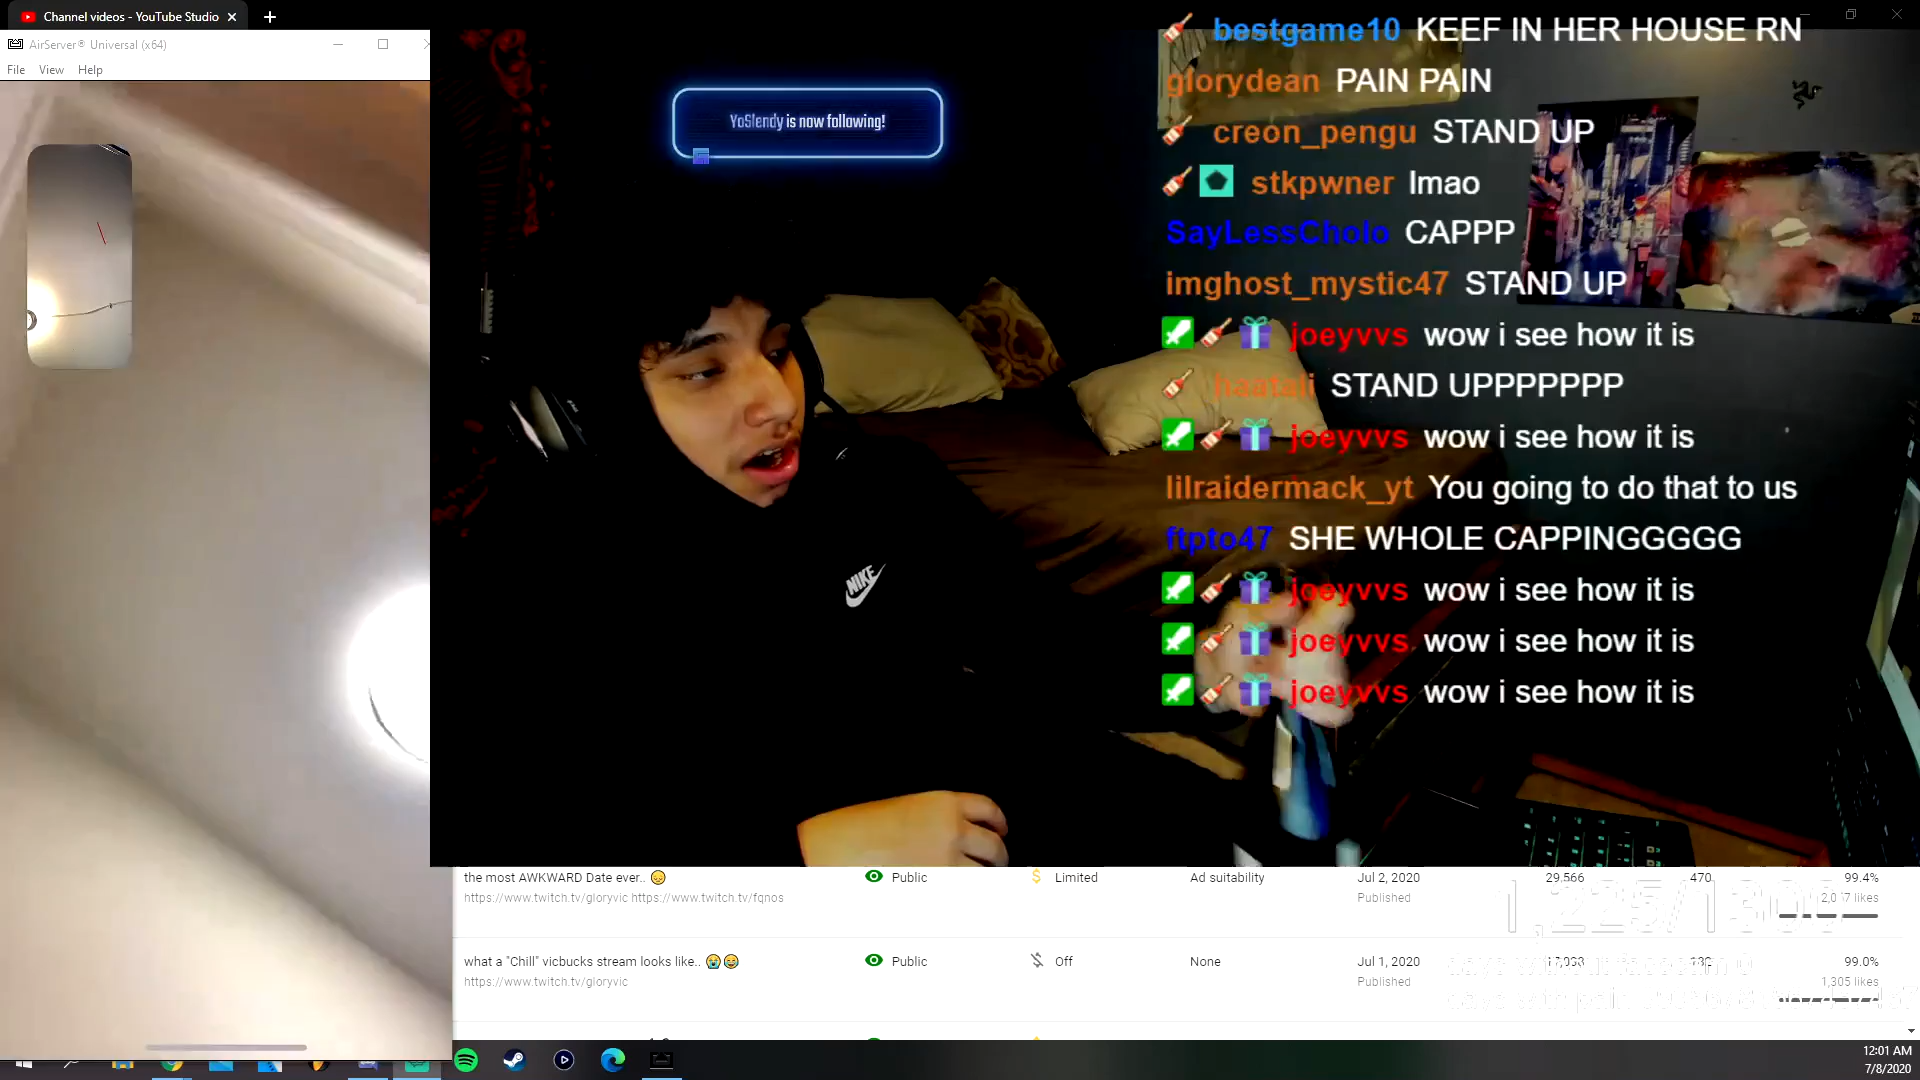 Channel videos - YouTube Studio
AirServer® Universal (x64)
File View Help
YoSlendy is now following!
bestgame10 KEEF IN HER HOUSE RN
glorydean PAIN PAIN
creon_pengu STAND UP
stkpwner lmao
SayLessCholo CAPPP
imghost_mystic47 STAND UP
joeyvvs wow i see how it is
haatali STAND UPPPPPPP
joeyvvs wow i see how it is
lilraidermack_yt You going to do that to us
ftpto47 SHE WHOLE CAPPINGGGGG
joeyvvs wow i see how it is
joeyvvs wow i see how it is
joeyvvs wow i see how it is
NIKE
the most AWKWARD Date ever.. 😔 Public Limited Ad suitability Jul 2, 2020 29,566 470 99.4%
https://www.twitch.tv/gloryvic https://www.twitch.tv/fqnos Published likes
what a "Chill" vicbucks stream looks like.. 😭😂 Public Off None Jul 1, 2020 99.0%
https://www.twitch.tv/gloryvic Published 1,305 likes
12:01 AM
7/8/2020